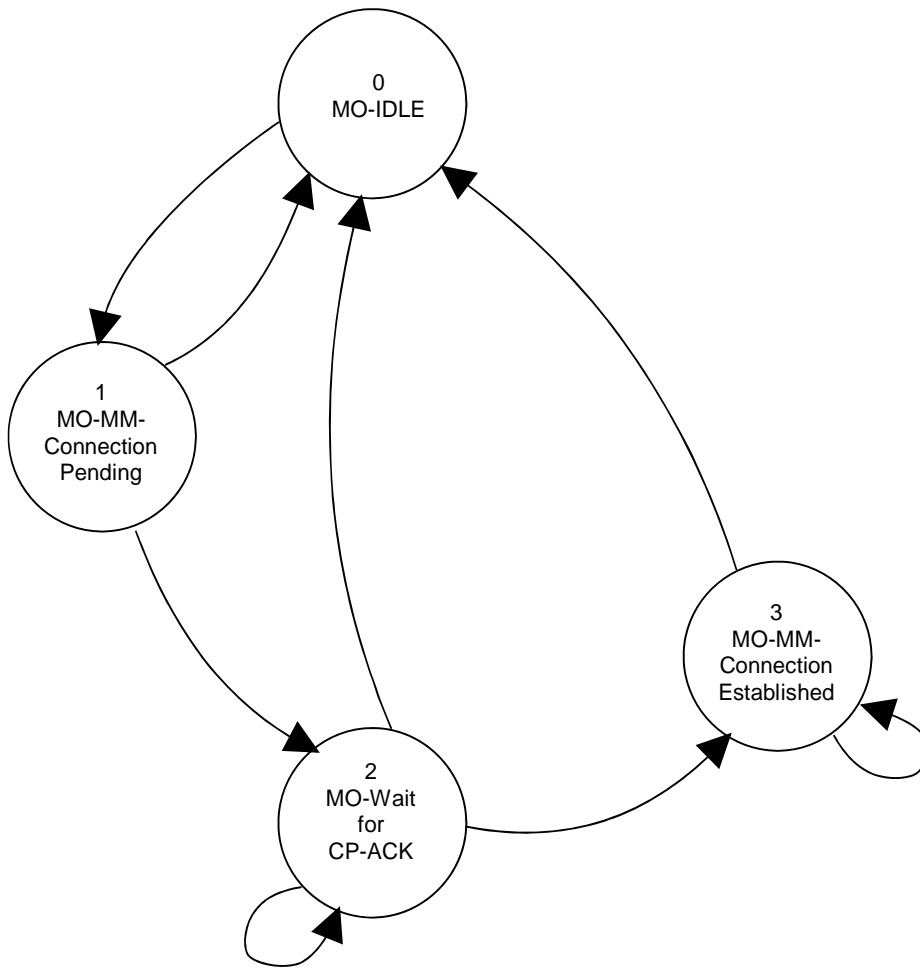 0
MO-IDLE
1
MO-MM-
Connection
Pending
3
MO-MM-
Connection
Established
2
MO-Wait
for
CP-ACK